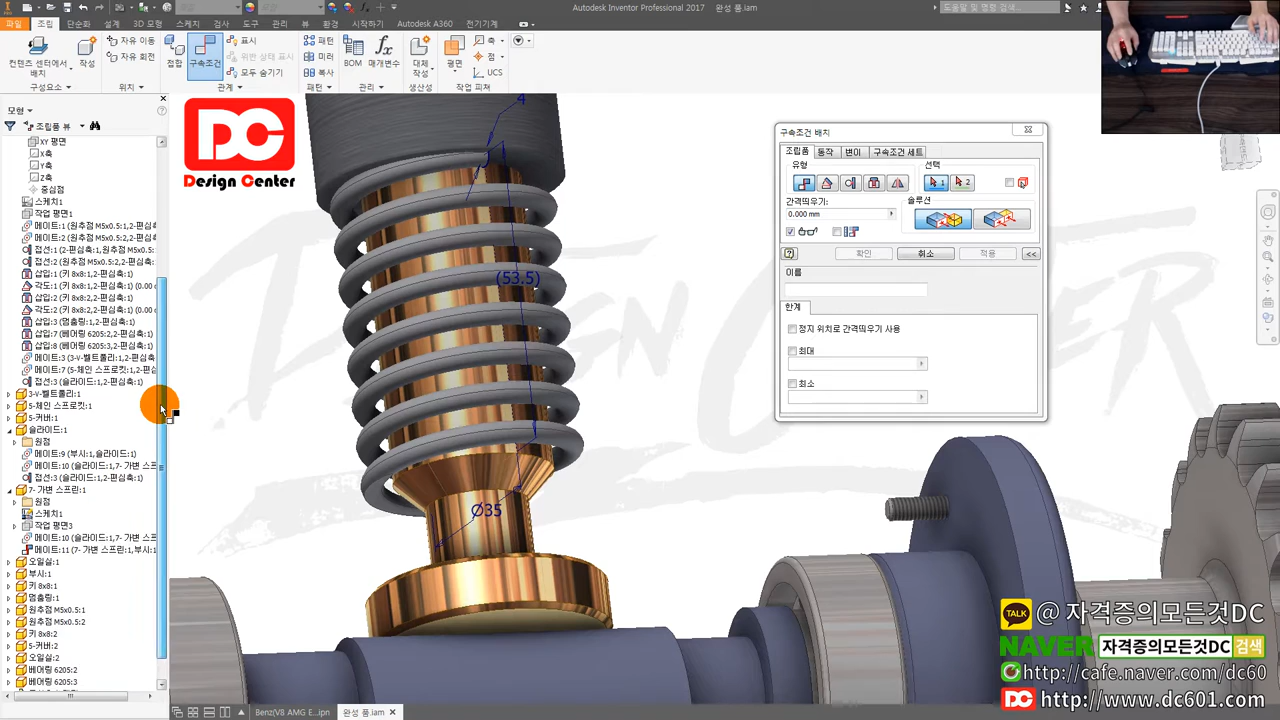 Autodesk Inventor Professional 2017  완성 품.iam
도움말 및 명령 검색...
파일 조립 단순화 설계 3D 모형 스케치 검사 도구 관리 뷰 환경 시작하기 Autodesk A360 전기기계
자유 이동
자유 회전
컨텐츠 센터에서
배치
작성
구성요소
위치
접합
구속조건
표시
위반 상태 표시
모두 숨기기
관계
패턴
미러
복사
패턴
BOM
매개변수
관리
대체
작성
생산성
평면
축
점
UCS
작업 피쳐
모형
조립품 뷰
XY 평면
X축
Y축
Z축
중심점
스케치1
작업 평면1
메이트:1 (원추점 M5x0.5:1,2-편심축
메이트:2 (원추점 M5x0.5:2,2-편심축
접선:1 (2-편심축:1,원추점 M5x0.5:
접선:2 (원추점 M5x0.5:2,2-편심축:
삽입:1 (키 8x8:1,2-편심축:1)
각도:1 (키 8x8:1,2-편심축:1) (0.00
삽입:2 (키 8x8:2,2-편심축:1)
각도:2 (키 8x8:2,2-편심축:1) (0.00
삽입:3 (멈춤링:1,2-편심축:1)
삽입:7 (베어링 6205:2,2-편심축:1)
삽입:8 (베어링 6205:3,2-편심축:1)
메이트:3 (3-V-벨트풀리:1,2-편심축
메이트:7 (5-체인 스프로킷:1,2-편심
접선:3 (슬라이드:1,2-편심축:1)
3-V-벨트풀리:1
5-체인 스프로킷:1
5-커버:1
슬라이드:1
원점
메이트:9 (부시:1,슬라이드:1)
메이트:10 (슬라이드:1,7- 가변 스프
접선:3 (슬라이드:1,2-편심축:1)
7- 가변 스프린:1
원점
스케치1
작업 평면3
메이트:10 (슬라이드:1,7- 가변 스프
메이트:11 (7- 가변 스프린:1,부시:1)
오일실:1
부시:1
키 8x8:1
멈춤링:1
원추점 M5x0.5:1
원추점 M5x0.5:2
키 8x8:2
5-커버:2
오일실:2
베어링 6205:2
베어링 6205:3
DC
Design Center
4
(53.5)
Ø35
DESIGN CENTER
구속조건 배치
조립품 동작 변이 구속조건 세트
유형
선택
1
2
간격띄우기:
솔루션
0.000 mm
확인
취소
적용
<<
이름
한계
정지 위치로 간격띄우기 사용
최대
최소
TALK @ 자격증의모든것DC
NAVER 자격증의모든것DC 검색
http://cafe.naver.com/dc60
DC http://www.dc601.com/
Benz(V8 AMG E...ipn
완성 품.iam